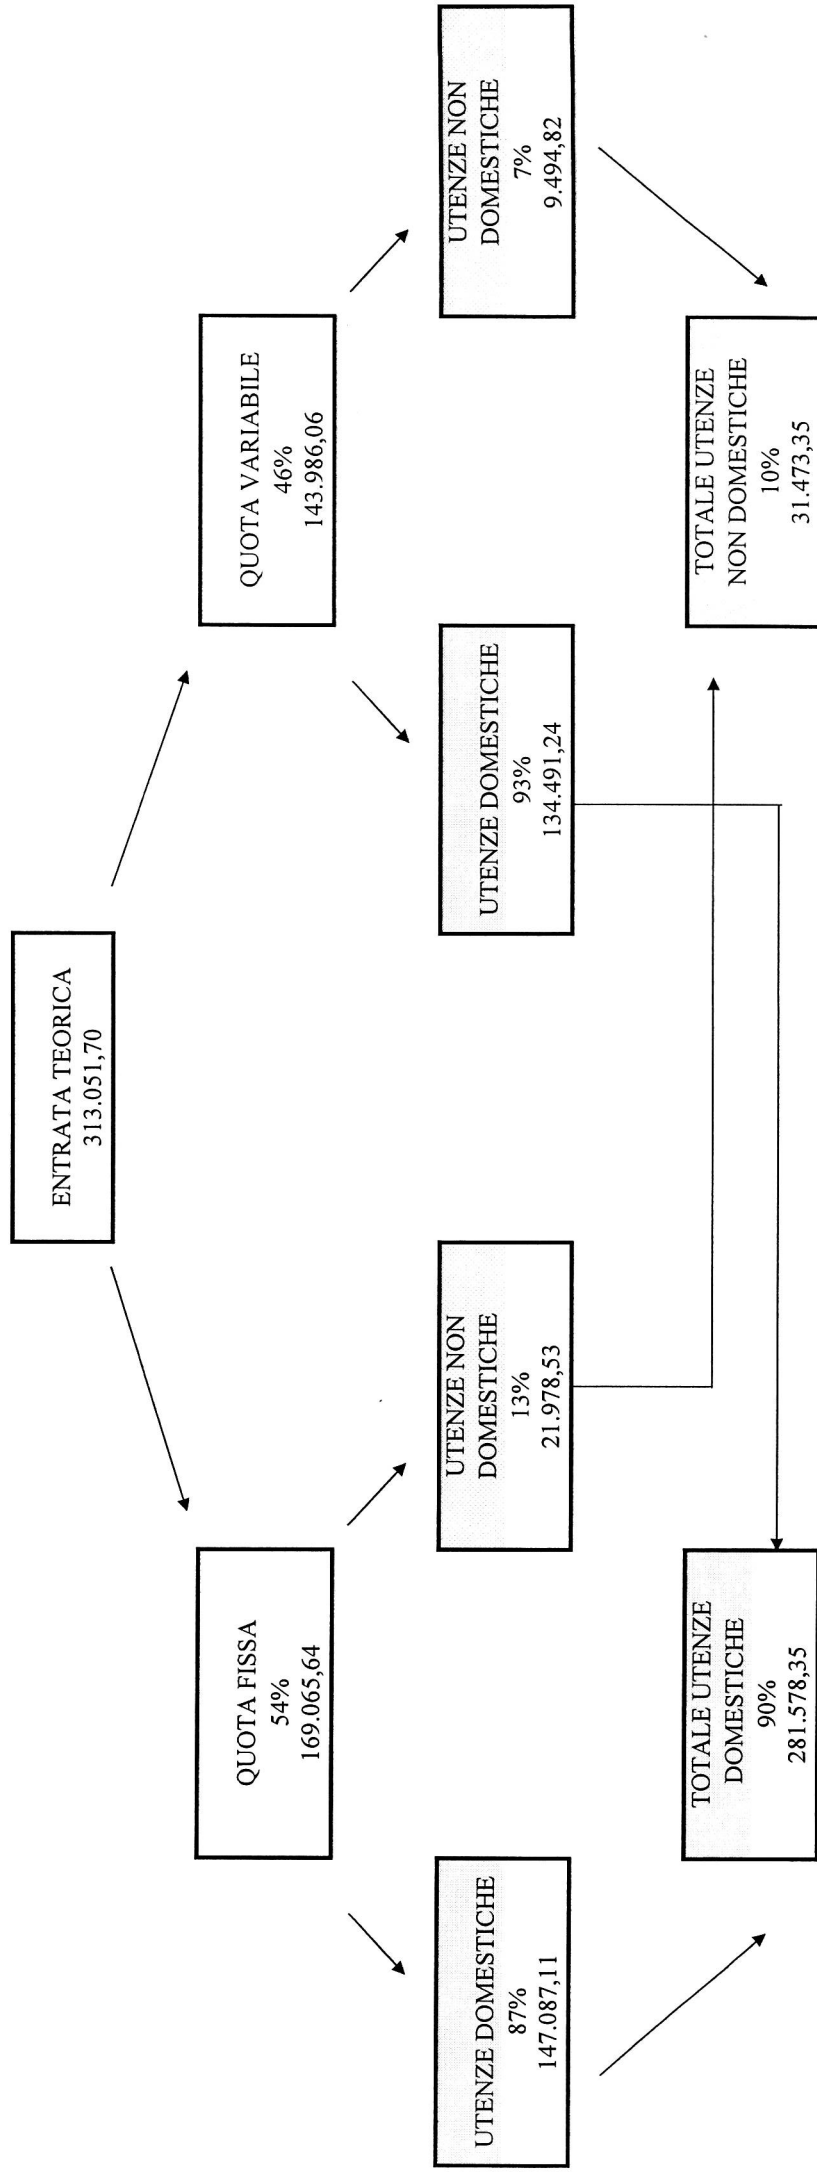 ENTRATA TEORICA
313.051,70
QUOTA FISSA
54%
169.065,64
QUOTA VARIABILE
46%
143.986,06
UTENZE DOMESTICHE
87%
147.087,11
UTENZE NON
DOMESTICHE
13%
21.978,53
UTENZE DOMESTICHE
93%
134.491,24
UTENZE NON
DOMESTICHE
7%
9.494,82
TOTALE UTENZE
DOMESTICHE
90%
281.578,35
TOTALE UTENZE
NON DOMESTICHE
10%
31.473,35